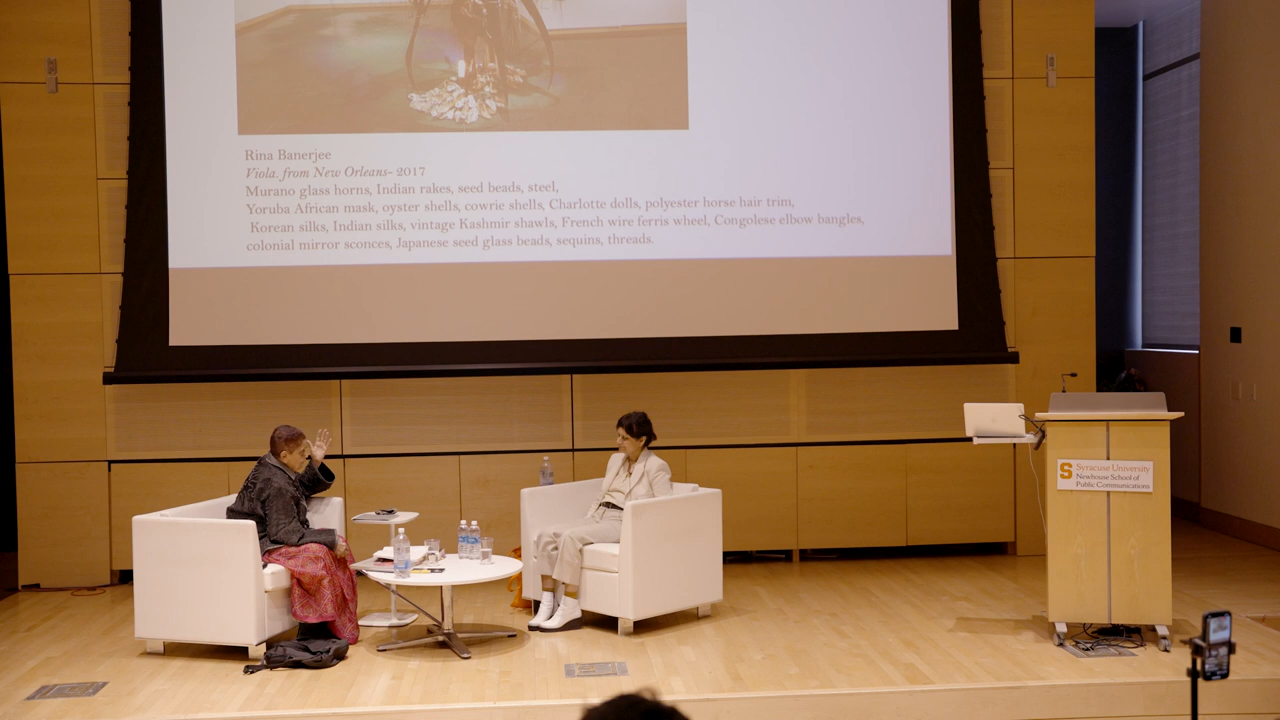 Rina Banerjee
Viola. from New Orleans- 2017
Murano glass horns, Indian rakes, seed beads, steel,
Yoruba African mask, oyster shells, cowrie shells, Charlotte dolls, polyester horse hair trim,
Korean silks, Indian silks, vintage Kashmir shawls, French wire ferris wheel, Congolese elbow bangles,
colonial mirror sconces, Japanese seed glass beads, sequins, threads.
S Syracuse University
Newhouse School of
Public Communications